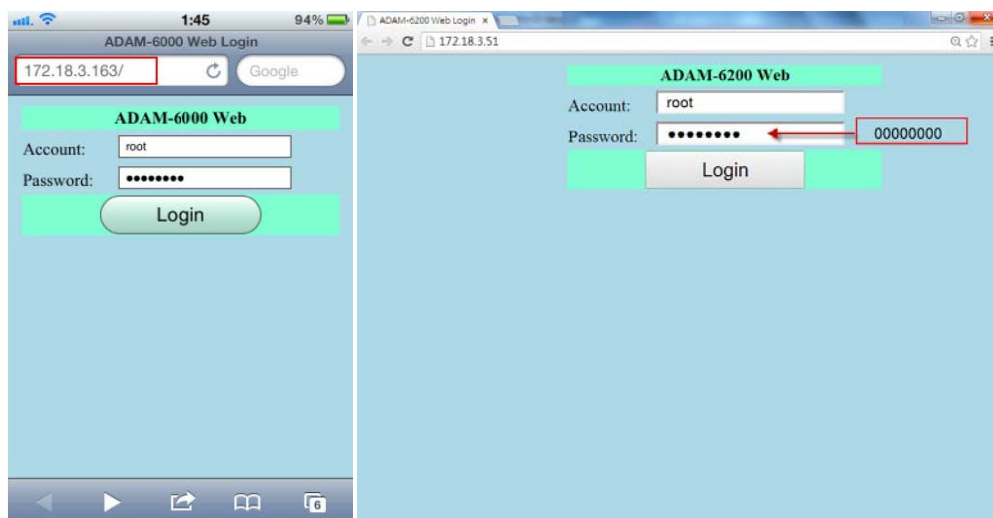 1:45
94%
ADAM-6000 Web Login
172.18.3.163/
Google
ADAM-6000 Web
Account:
root
Password:
••••••••
Login
6
ADAM-6200 Web Login
172.18.3.51
ADAM-6200 Web
Account:
root
Password:
••••••••
00000000
Login